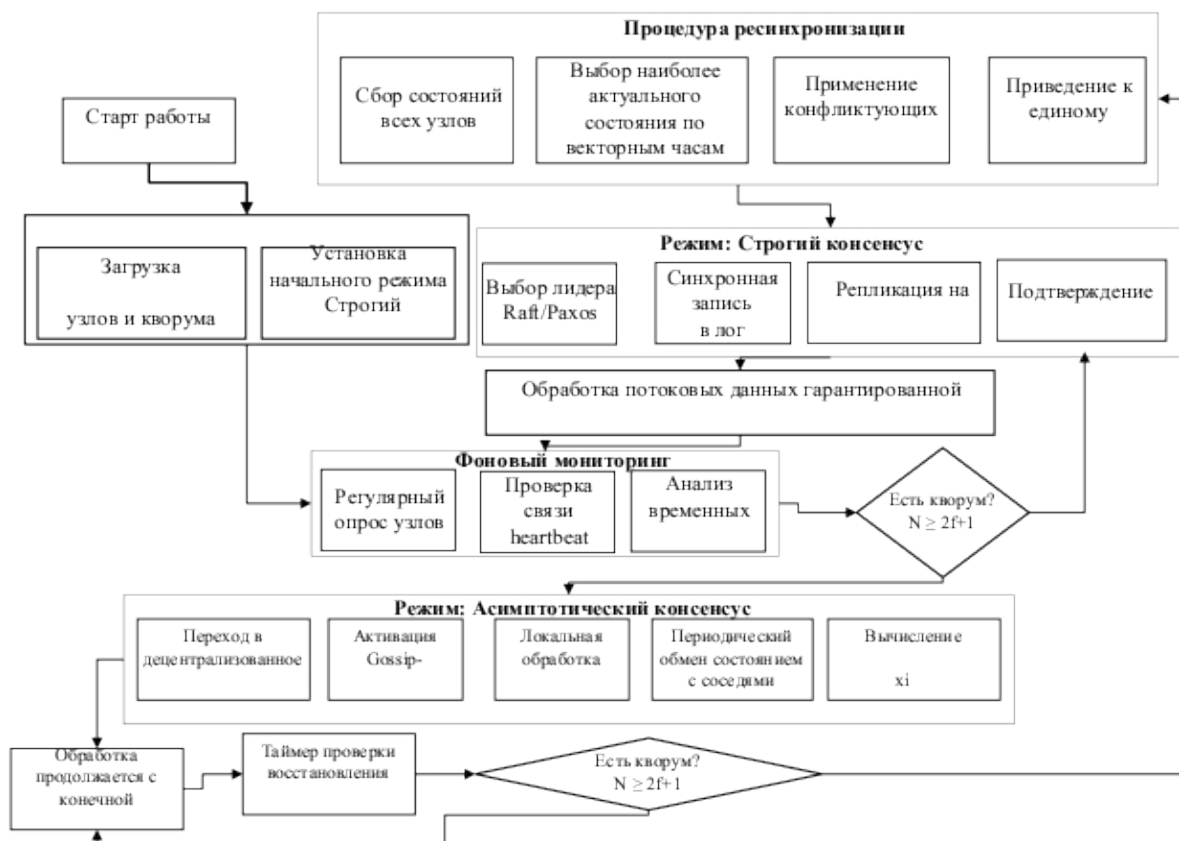 Процедура ресинхронизации
Сбор состояний
всех узлов
Выбор наиболее
актуального
состояния по
векторным часам
Применение
конфликтующих
Приведение к
единому
Старт работы
Загрузка
узлов и кворума
Установка
начального режима
Строгий
Режим: Строгий консенсус
Выбор лидера
Raft/Paxos
Синхронная
запись
в лог
Репликация на
Подтверждение
Обработка потоковых данных гарантированной
Фоновый мониторинг
Регулярный
опрос узлов
Проверка
связи
heartbeat
Анализ
временных
Есть кворум?
N ≥ 2f+1
Режим: Асимптотический консенсус
Переход в
децентрализованное
Активация
Gossip-
Локальная
обработка
Периодический
обмен состоянием
с соседями
Вычисление
xi
Обработка
продолжается с
конечной
Таймер проверки
восстановления
Есть кворум?
N ≥ 2f+1